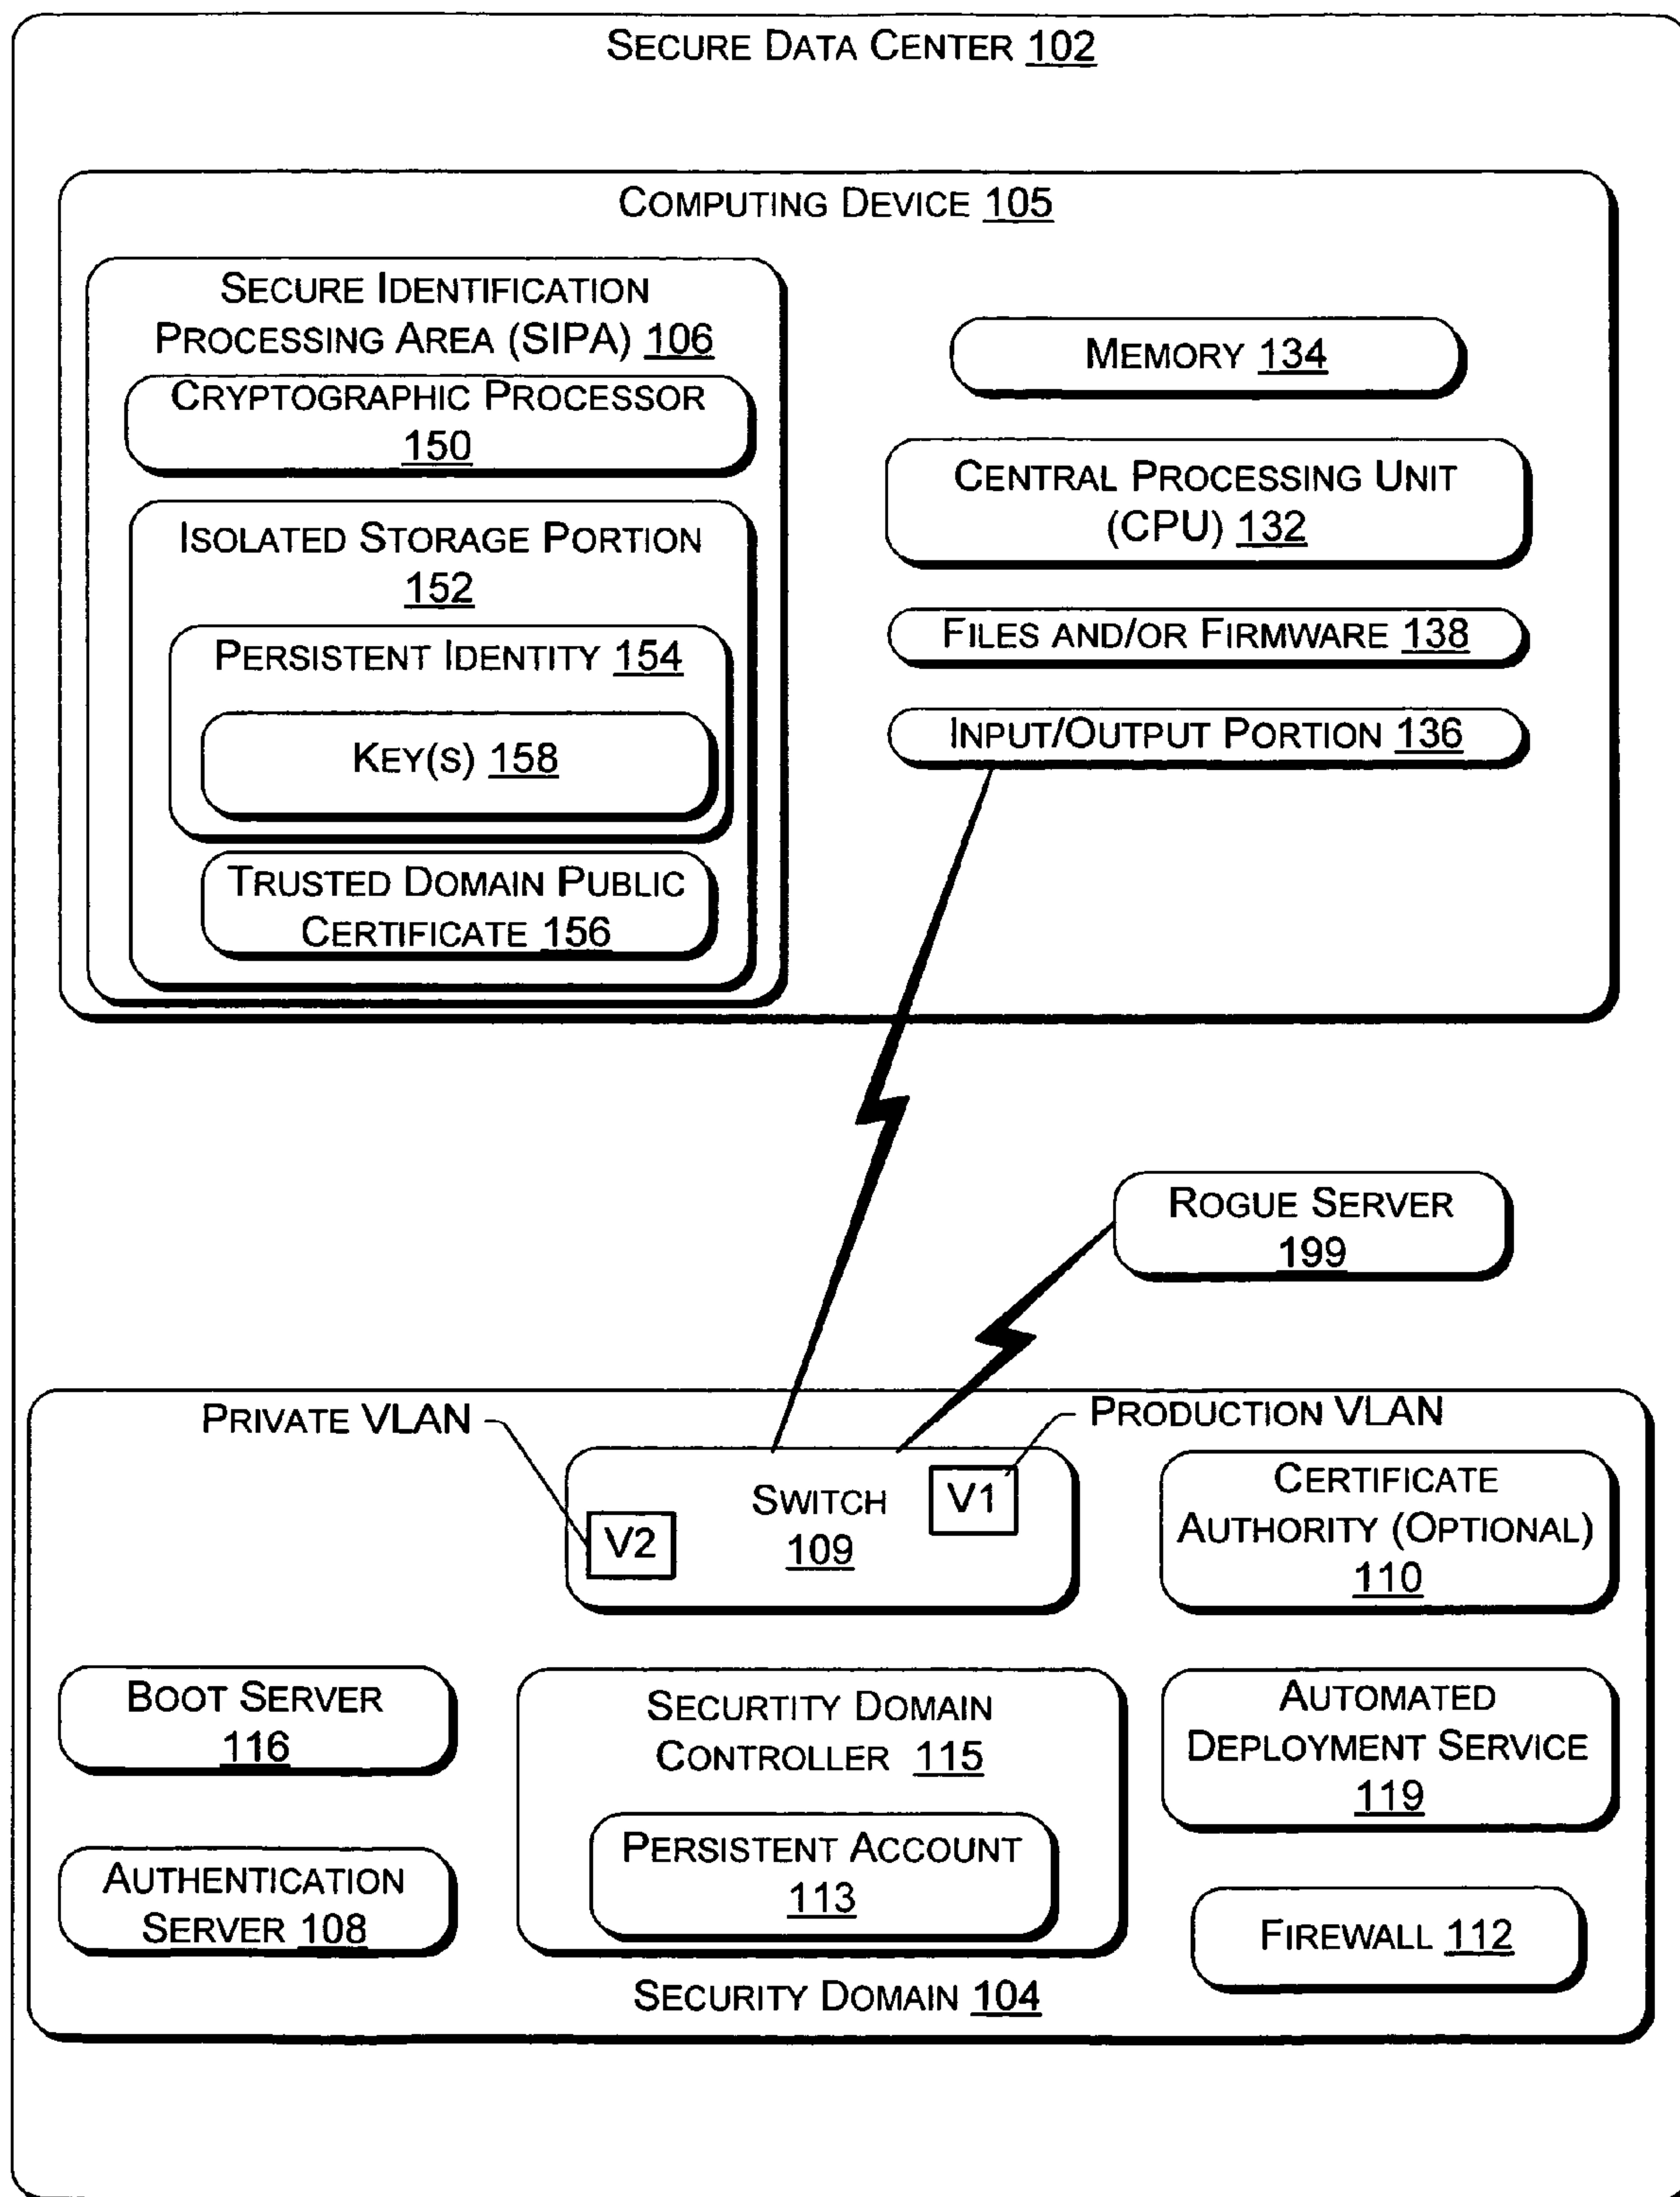 SECURE DATA CENTER 102
COMPUTING DEVICE 105
SECURE IDENTIFICATION
PROCESSING AREA (SIPA) 106
CRYPTOGRAPHIC PROCESSOR
150
ISOLATED STORAGE PORTION
152
PERSISTENT IDENTITY 154
KEY(S) 158
TRUSTED DOMAIN PUBLIC
CERTIFICATE 156
MEMORY 134
CENTRAL PROCESSING UNIT
(CPU) 132
FILES AND/OR FIRMWARE 138
INPUT/OUTPUT PORTION 136
ROGUE SERVER
199
PRIVATE VLAN
PRODUCTION VLAN
SWITCH
109
V1
V2
CERTIFICATE
AUTHORITY (OPTIONAL)
110
BOOT SERVER
116
SECURTITY DOMAIN
CONTROLLER 115
PERSISTENT ACCOUNT
113
AUTOMATED
DEPLOYMENT SERVICE
119
AUTHENTICATION
SERVER 108
FIREWALL 112
SECURITY DOMAIN 104